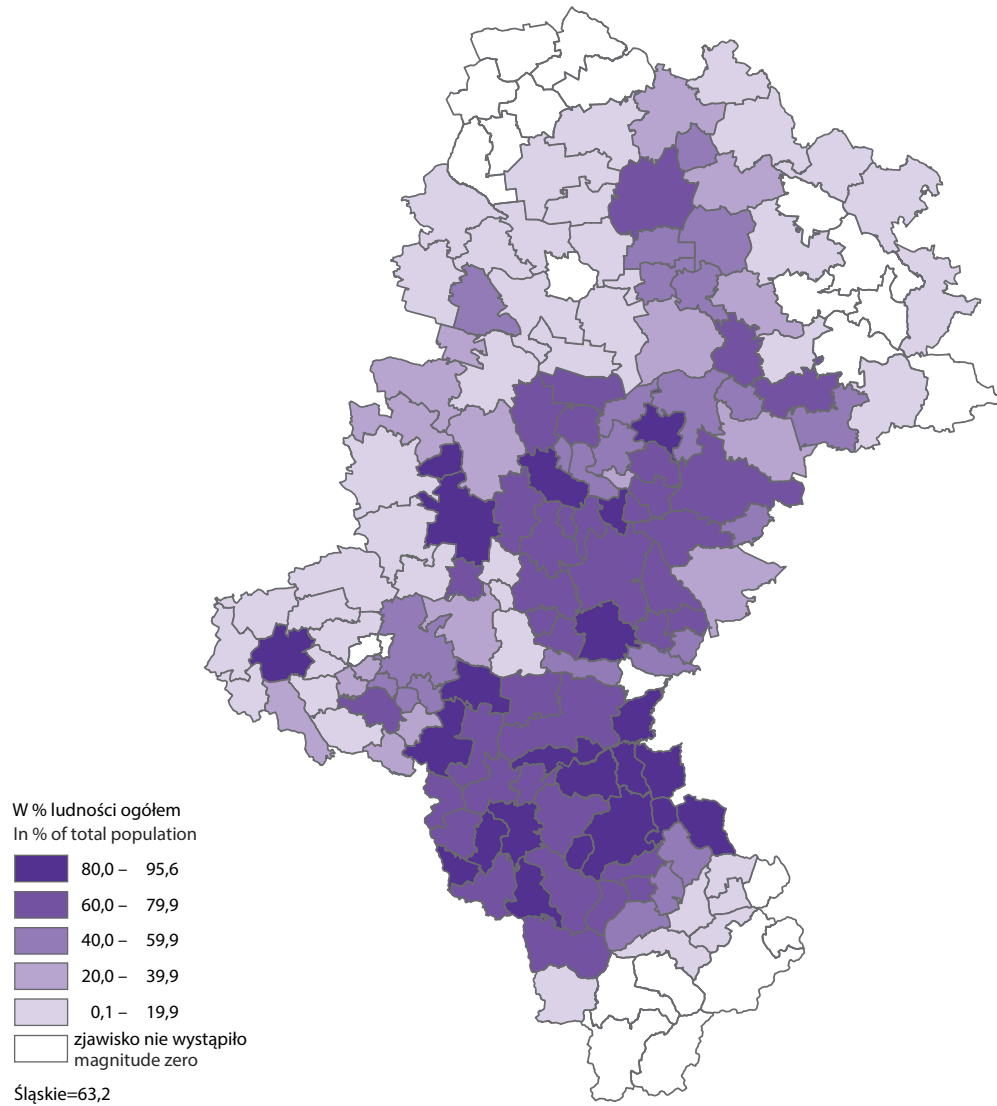 W % ludności ogółem
In % of total population
80,0 – 95,6
60,0 – 79,9
40,0 – 59,9
20,0 – 39,9
0,1 – 19,9
zjawisko nie wystąpiło
magnitude zero
Śląskie=63,2